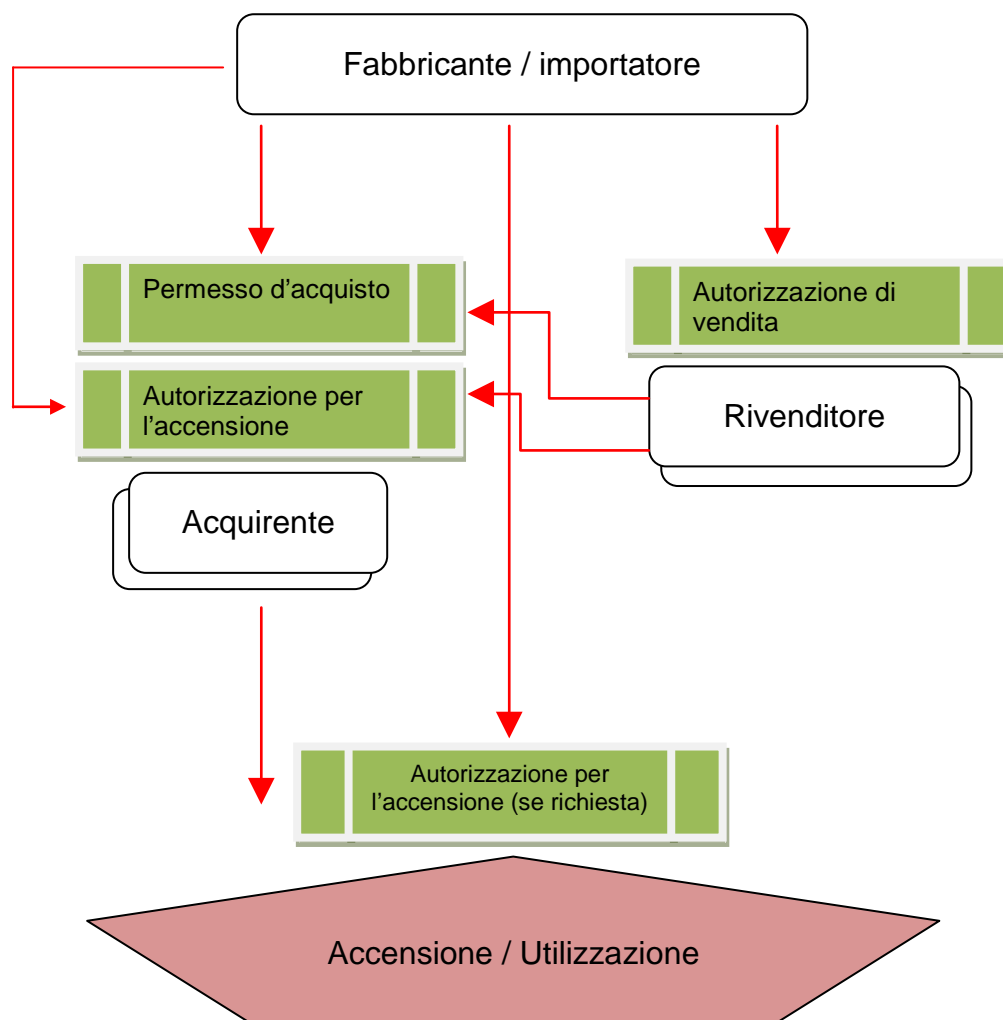 Fabbricante / importatore
Permesso d’acquisto
Autorizzazione di
vendita
Autorizzazione per
l’accensione
Rivenditore
Acquirente
Autorizzazione per
l’accensione (se richiesta)
Accensione / Utilizzazione